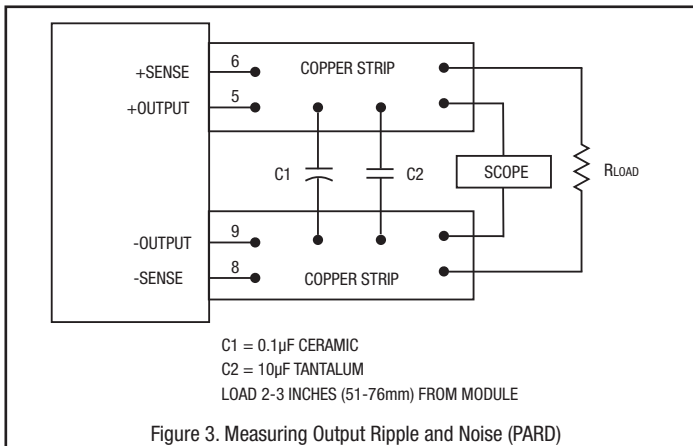 +SENSE 6 COPPER STRIP
+OUTPUT 5
C1 C2 SCOPE RLOAD
-OUTPUT 9
-SENSE 8 COPPER STRIP
C1 = 0.1µF CERAMIC
C2 = 10µF TANTALUM
LOAD 2-3 INCHES (51-76mm) FROM MODULE
Figure 3. Measuring Output Ripple and Noise (PARD)